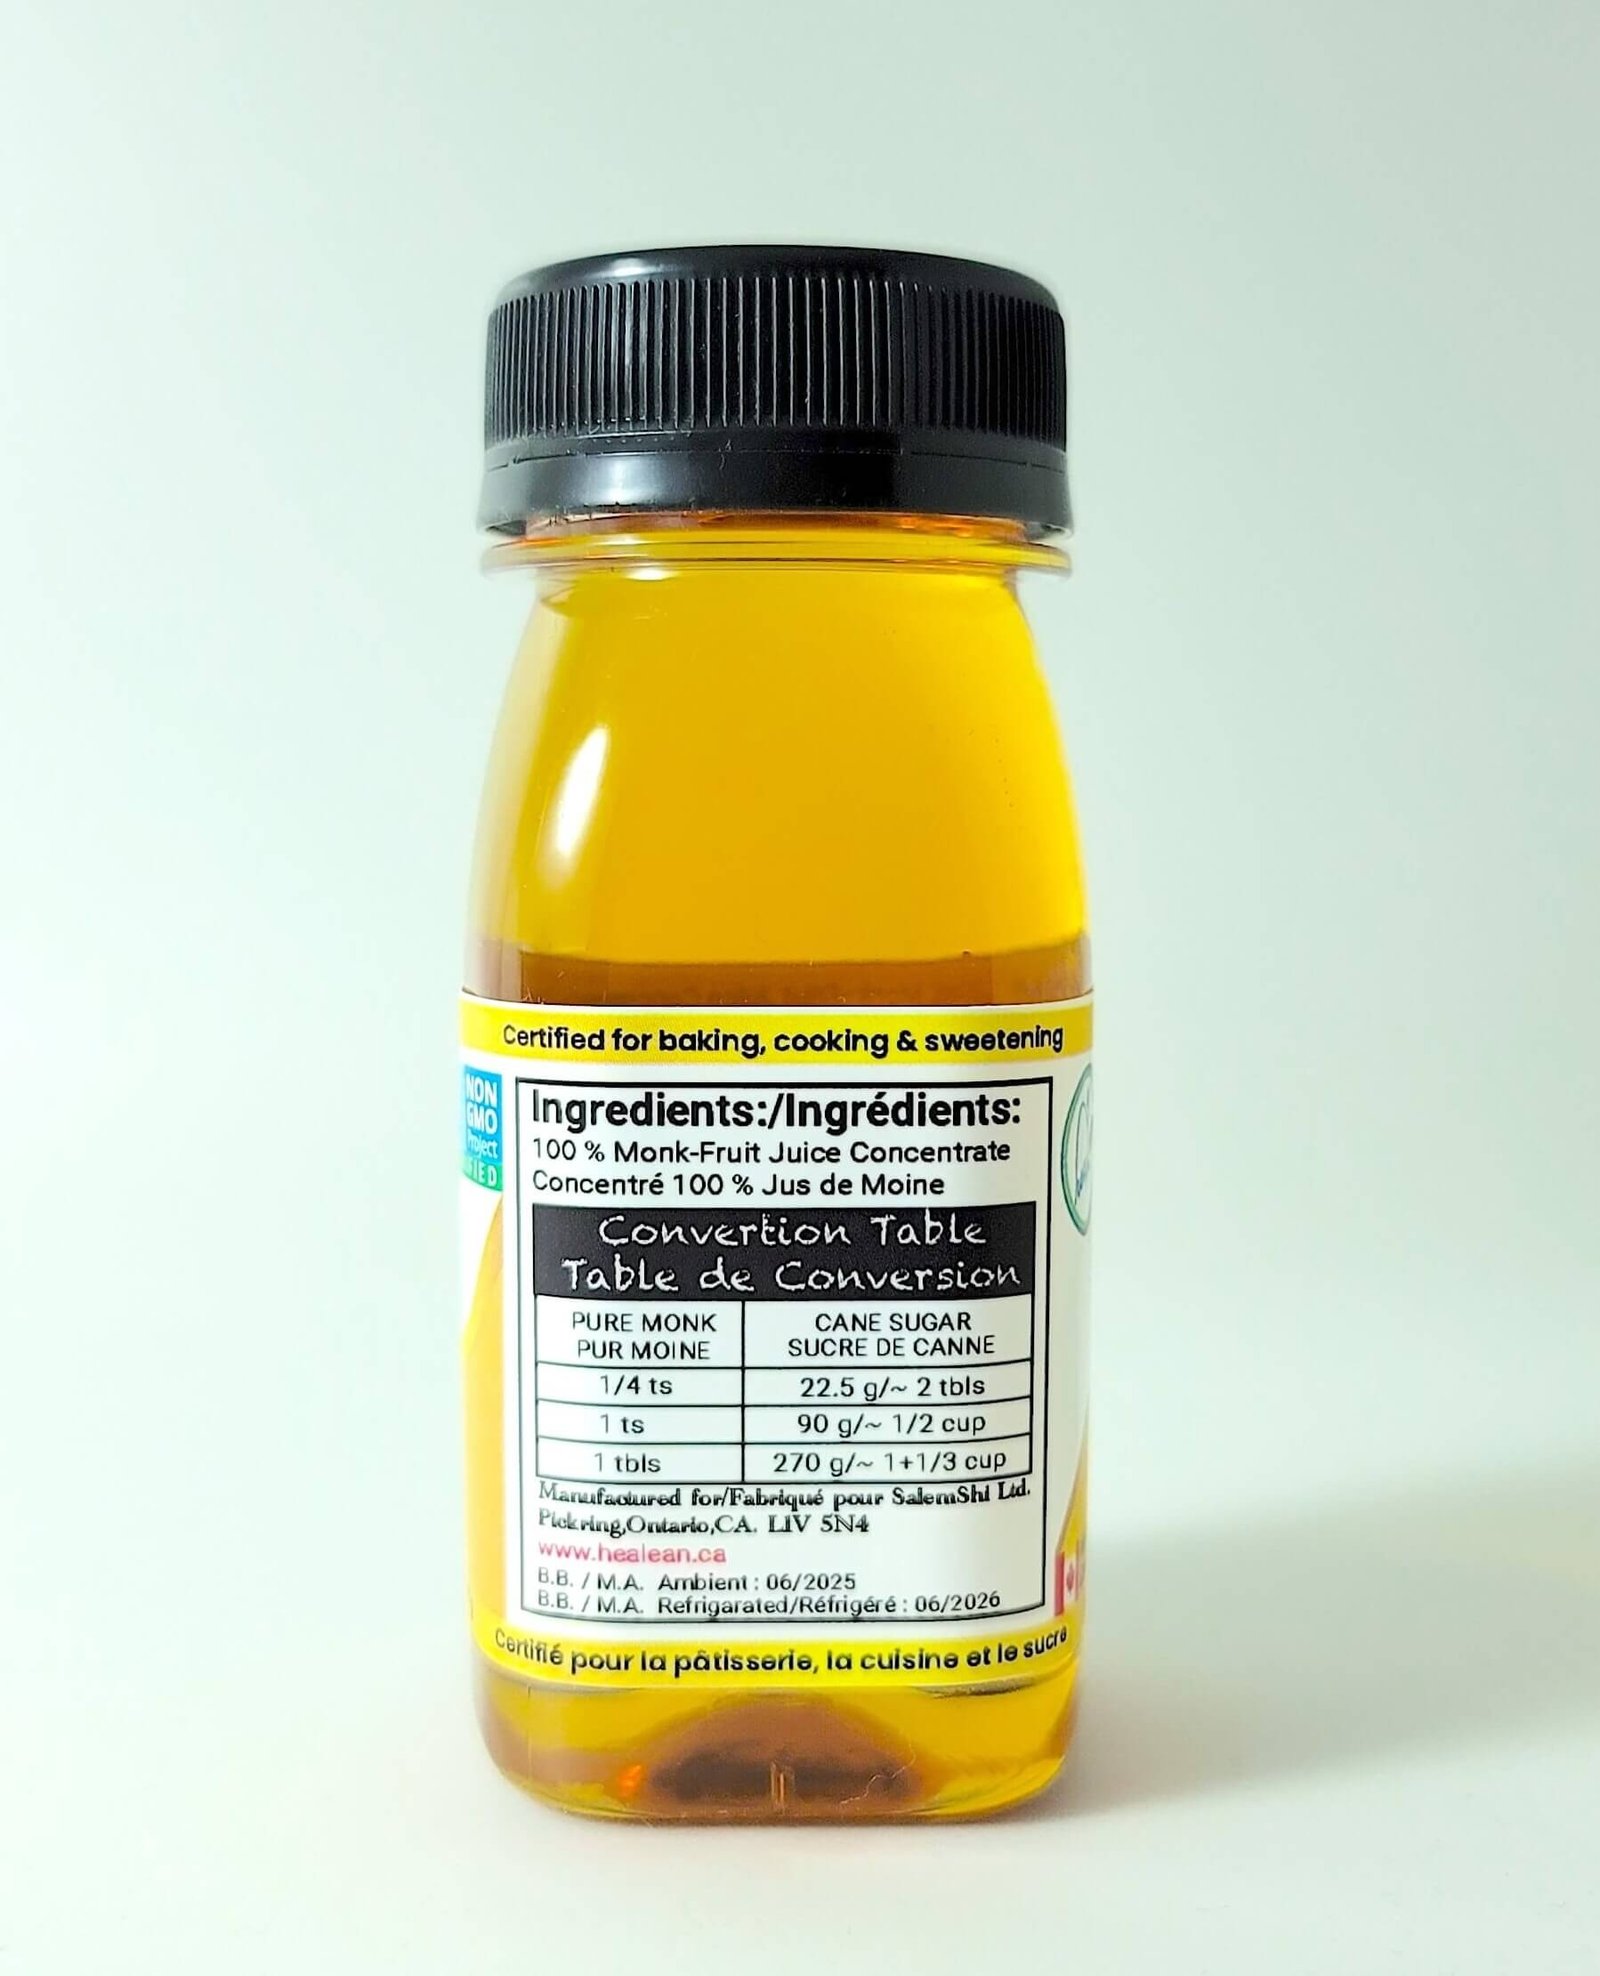 Certified for baking, cooking & sweetening
NON
GMO
Project
Ingredients:/Ingrédients:
100 % Monk-Fruit Juice Concentrate
Concentré 100 % Jus de Moine
Convertion Table
Table de Conversion
PURE MONK
PUR MOINE
CANE SUGAR
SUCRE DE CANNE
1/4 ts
22.5 g/~ 2 tbls
1 ts
90 g/~ 1/2 cup
1 tbls
270 g/~ 1+1/3 cup
Manufactured for/Fabriqué pour SalemShi Ltd.
Pickring,Ontario,CA. L1V 5N4
www.healean.ca
B.B. / M.A. Ambient : 06/2025
B.B. / M.A. Refrigarated/Réfrigéré : 06/2026
Certifié pour la pâtisserie, la cuisine et le sucre